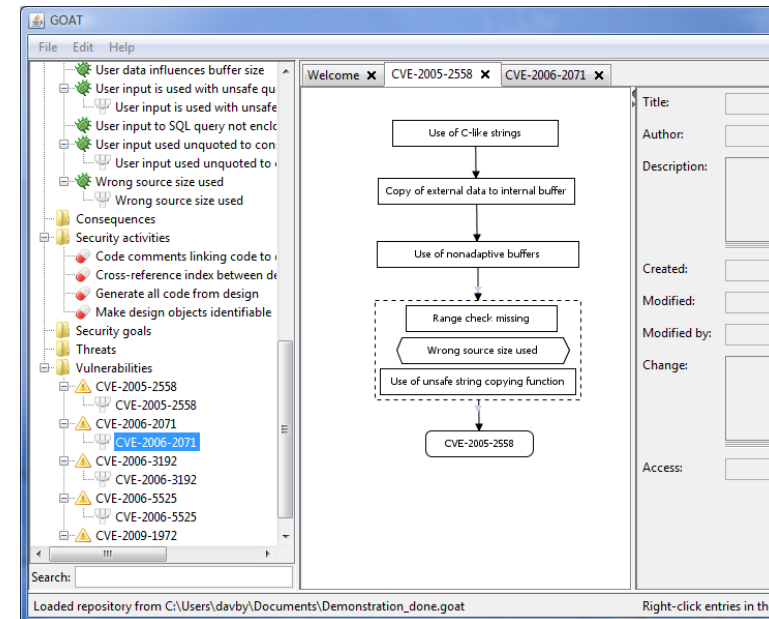 GOAT
File Edit Help
User data influences buffer size
User input is used with unsafe qu
User input is used with unsafe
User input to SQL query not enclo
User input used unquoted to con
User input used unquoted to
Wrong source size used
Wrong source size used
Consequences
Security activities
Code comments linking code to
Cross-reference index between de
Generate all code from design
Make design objects identifiable
Security goals
Threats
Vulnerabilities
CVE-2005-2558
CVE-2005-2558
CVE-2006-2071
CVE-2006-2071
CVE-2006-3192
CVE-2006-3192
CVE-2006-5525
CVE-2006-5525
CVE-2009-1972
Search:
Welcome CVE-2005-2558 CVE-2006-2071
Use of C-like strings
Copy of external data to internal buffer
Use of nonadaptive buffers
Range check missing
Wrong source size used
Use of unsafe string copying function
CVE-2005-2558
Title:
Author:
Description:
Created:
Modified:
Modified by:
Change:
Access:
Loaded repository from C:\Users\davby\Documents\Demonstration_done.goat
Right-click entries in th